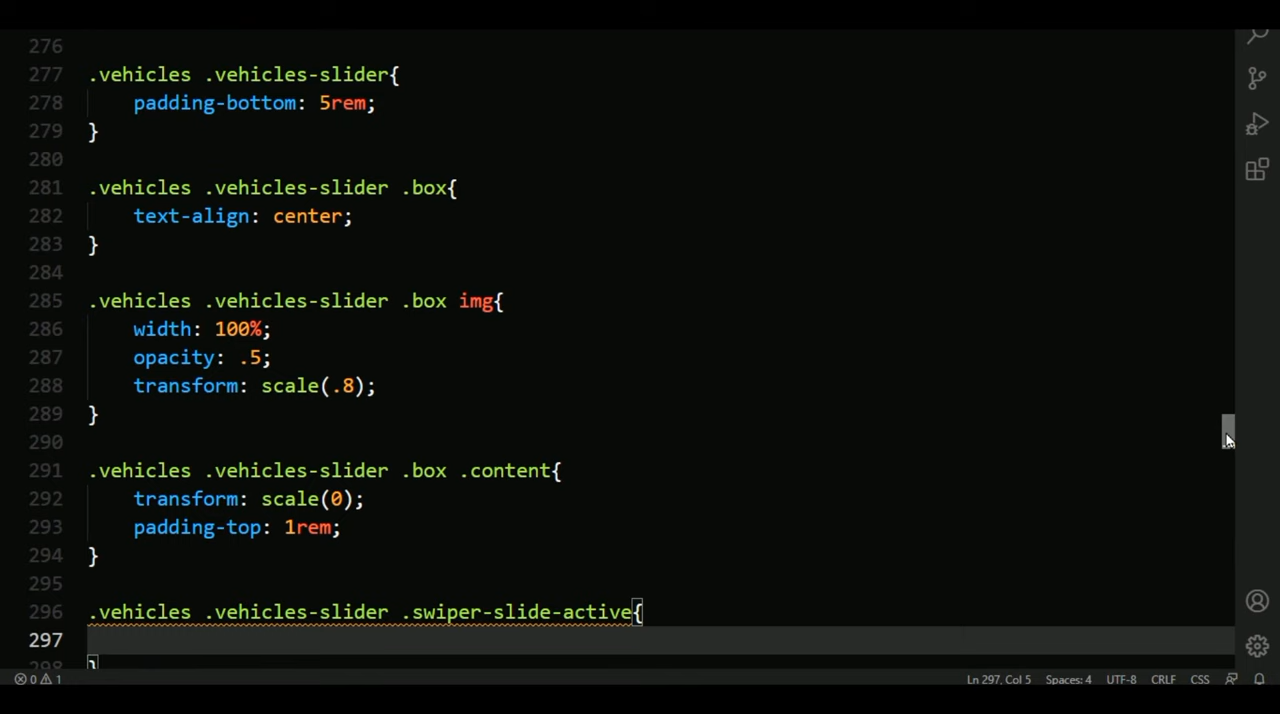 276
277 .vehicles .vehicles-slider{
278 padding-bottom: 5rem;
279 }
280
281 .vehicles .vehicles-slider .box{
282 text-align: center;
283 }
284
285 .vehicles .vehicles-slider .box img{
286 width: 100%;
287 opacity: .5;
288 transform: scale(.8);
289 }
290
291 .vehicles .vehicles-slider .box .content{
292 transform: scale(0);
293 padding-top: 1rem;
294 }
295
296 .vehicles .vehicles-slider .swiper-slide-active{
297
298 }
0 1 Ln 297, Col 5 Spaces: 4 UTF-8 CRLF CSS